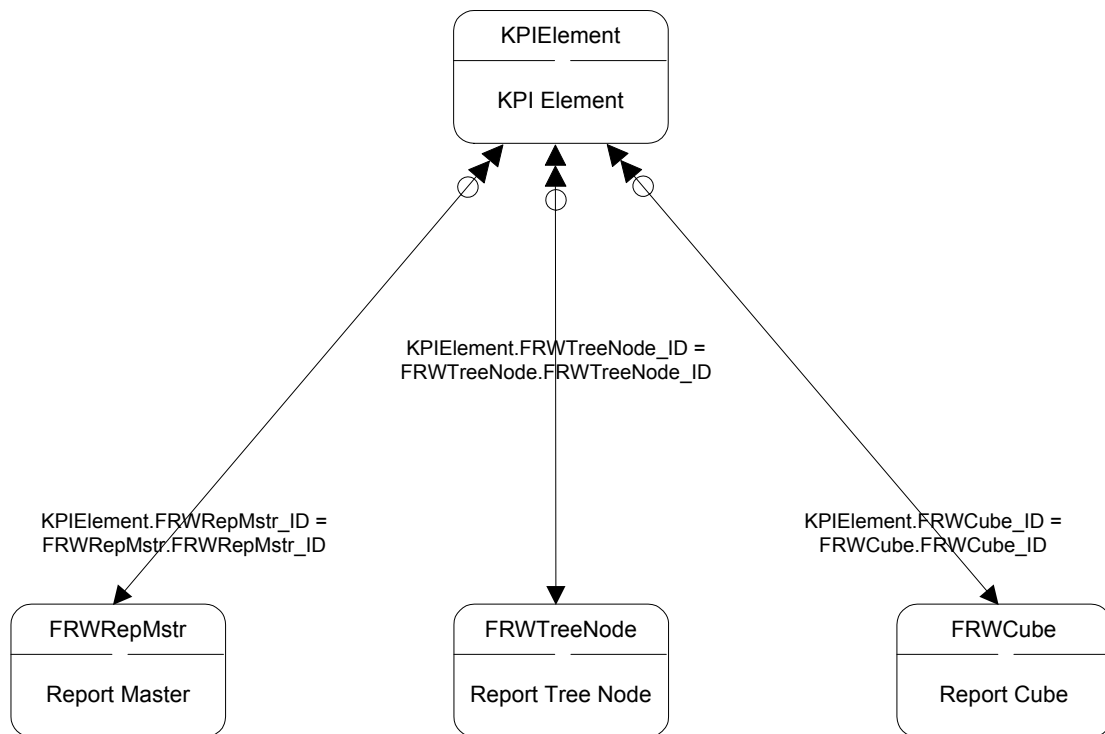 KPIElement
KPI Element
KPIElement.FRWTreeNode_ID =
FRWTreeNode.FRWTreeNode_ID
KPIElement.FRWRepMstr_ID =
FRWRepMstr.FRWRepMstr_ID
KPIElement.FRWCube_ID =
FRWCube.FRWCube_ID
FRWRepMstr
Report Master
FRWTreeNode
Report Tree Node
FRWCube
Report Cube